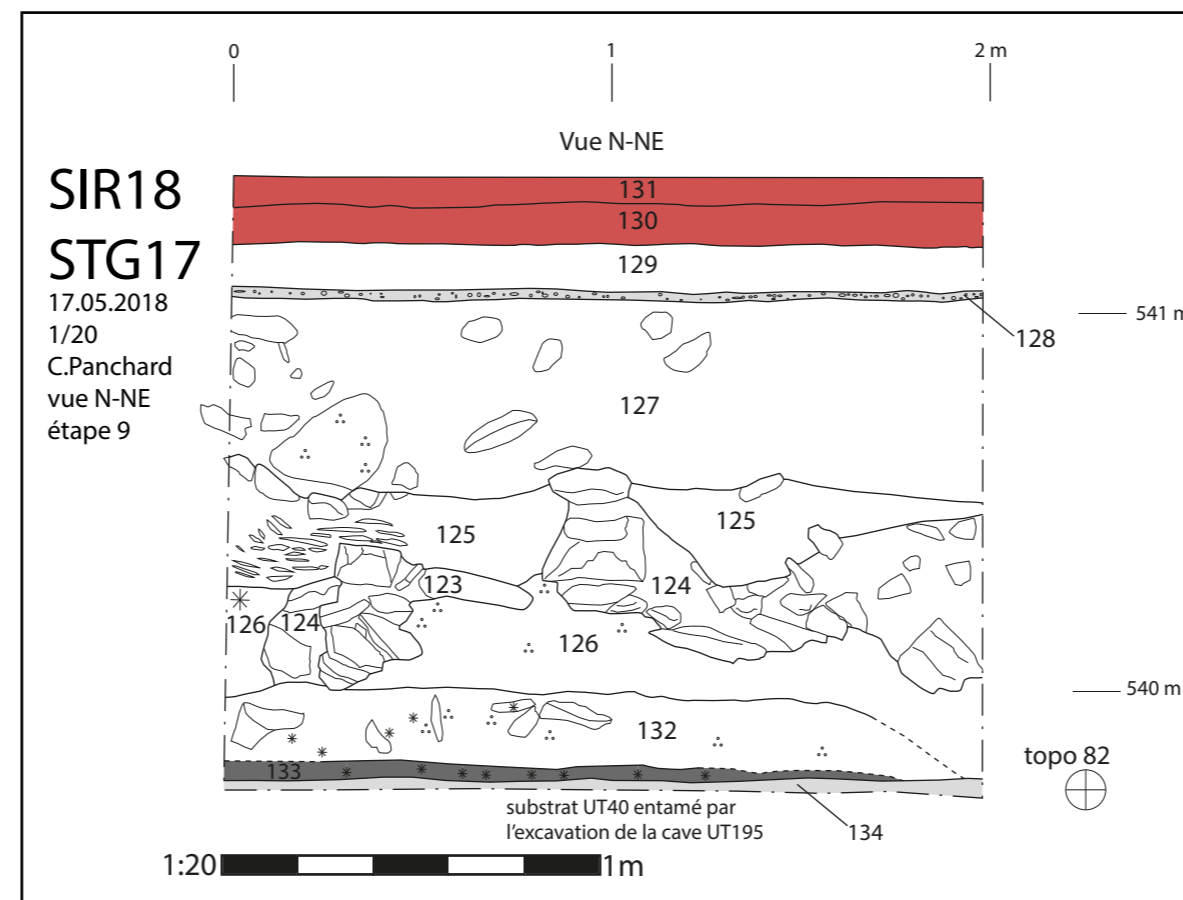 0 1 2 m
Vue N-NE
SIR18
STG17
17.05.2018
1/20
C.Panchard
vue N-NE
étape 9
131
130
129
541 m
128
127
125
125
123
124
126
124
126
540 m
132
133
topo 82
substrat UT40 entamé par
l'excavation de la cave UT195
134
1:20 1m